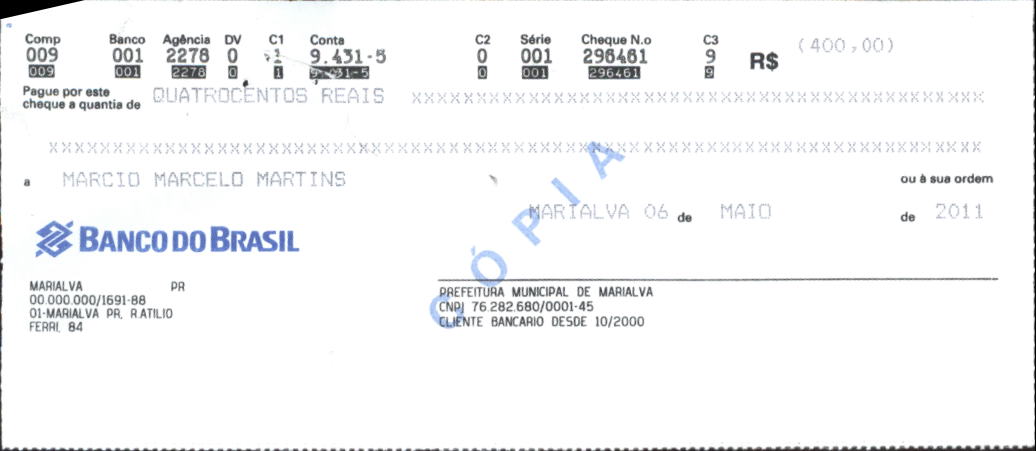 Comp Banco Agência DV C1 Conta C2 Série Cheque N.o C3
009 001 2278 0 1 9.431-5 0 001 296461 9 R$ (400,00)
009 001 2278 0 1 9.431-5 0 001 296461 9
Pague por este
cheque a quantia de QUATROCENTOS REAIS XXXXXXXXXXXXXXXXXXXXXXXXXXXXXXXXXXXXXXXXXXXXXXXXXXXXX
XXXXXXXXXXXXXXXXXXXXXXXXXXXXXXXXXXXXXXXXXXXXXXXXXXXXXXXXXXXXXXXXXXXXXXXXXXXXXXXXXXXXXXXX
a MARCIO MARCELO MARTINS ou à sua ordem
MARIALVA 06 de MAIO de 2011
CÓPIA
BANCO DO BRASIL
MARIALVA PR
00.000.000/1691-88
01-MARIALVA PR. R.ATILIO
FERRI, 84
PREFEITURA MUNICIPAL DE MARIALVA
CNPJ 76.282.680/0001-45
CLIENTE BANCARIO DESDE 10/2000